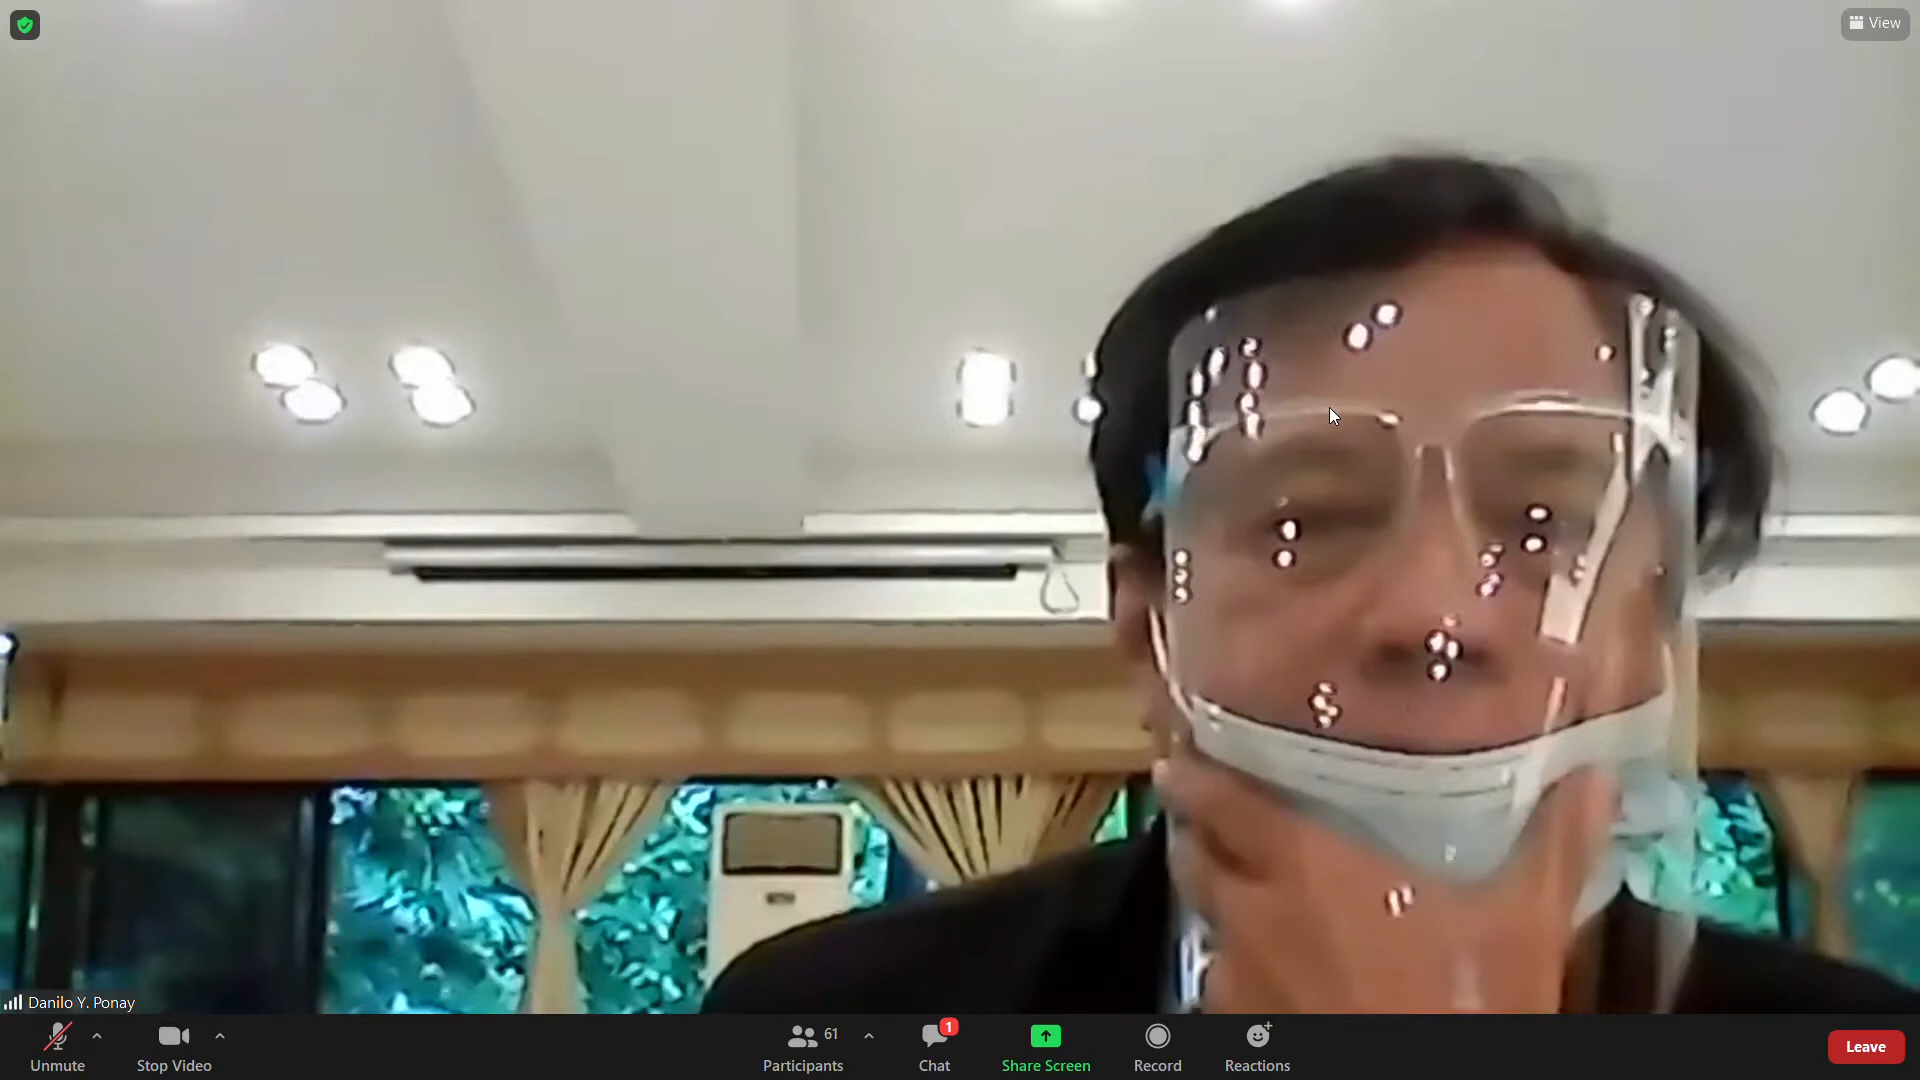 View
Danilo Y. Ponay
Unmute
Stop Video
61
Participants
1
Chat
Share Screen
Record
Reactions
Leave